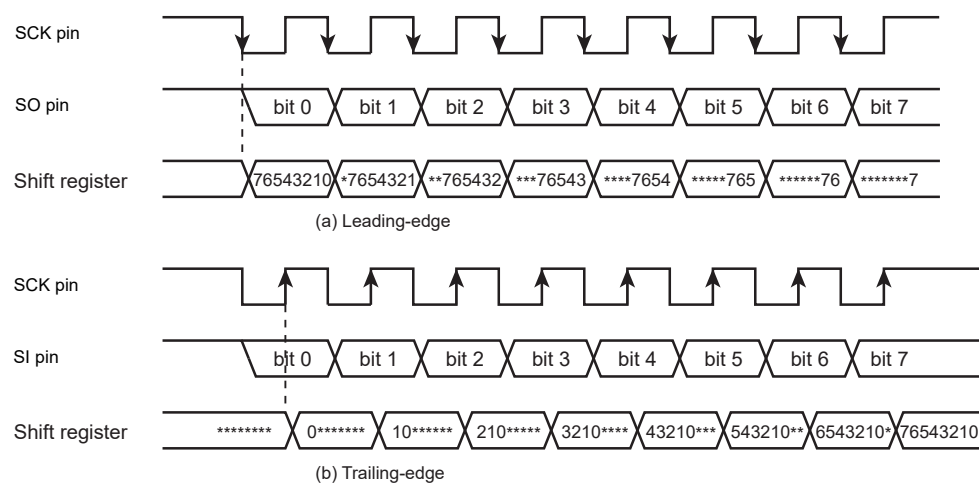 SCK pin
SO pin bit 0 bit 1 bit 2 bit 3 bit 4 bit 5 bit 6 bit 7
Shift register 76543210 *7654321 **765432 ***76543 ****7654 *****765 ******76 *******7
(a) Leading-edge
SCK pin
SI pin bit 0 bit 1 bit 2 bit 3 bit 4 bit 5 bit 6 bit 7
Shift register ******** 0******* 10****** 210***** 3210**** 43210*** 543210** 6543210* 76543210
(b) Trailing-edge